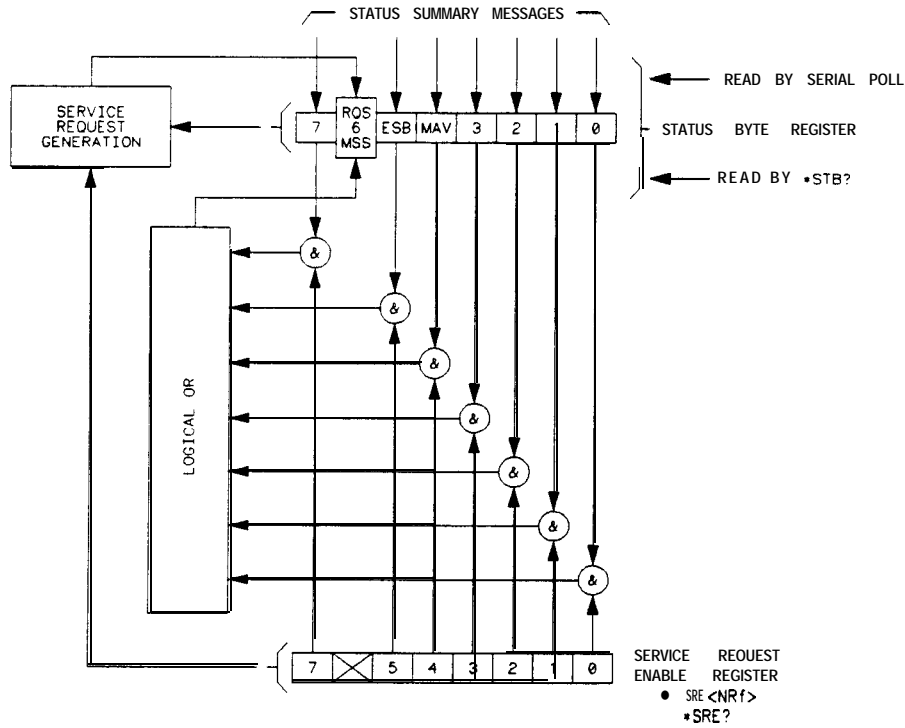 STATUS SUMMARY MESSAGES
READ BY SERIAL POLL
SERVICE
REQUEST
GENERATION
7 RQS 6 MSS ESB MAV 3 2 1 0
STATUS BYTE REGISTER
READ BY *STB?
&
&
&
&
&
&
&
LOGICAL OR
7 5 4 3 2 1 0
SERVICE REOUEST
ENABLE REGISTER
• SRE <NRf>
*SRE?